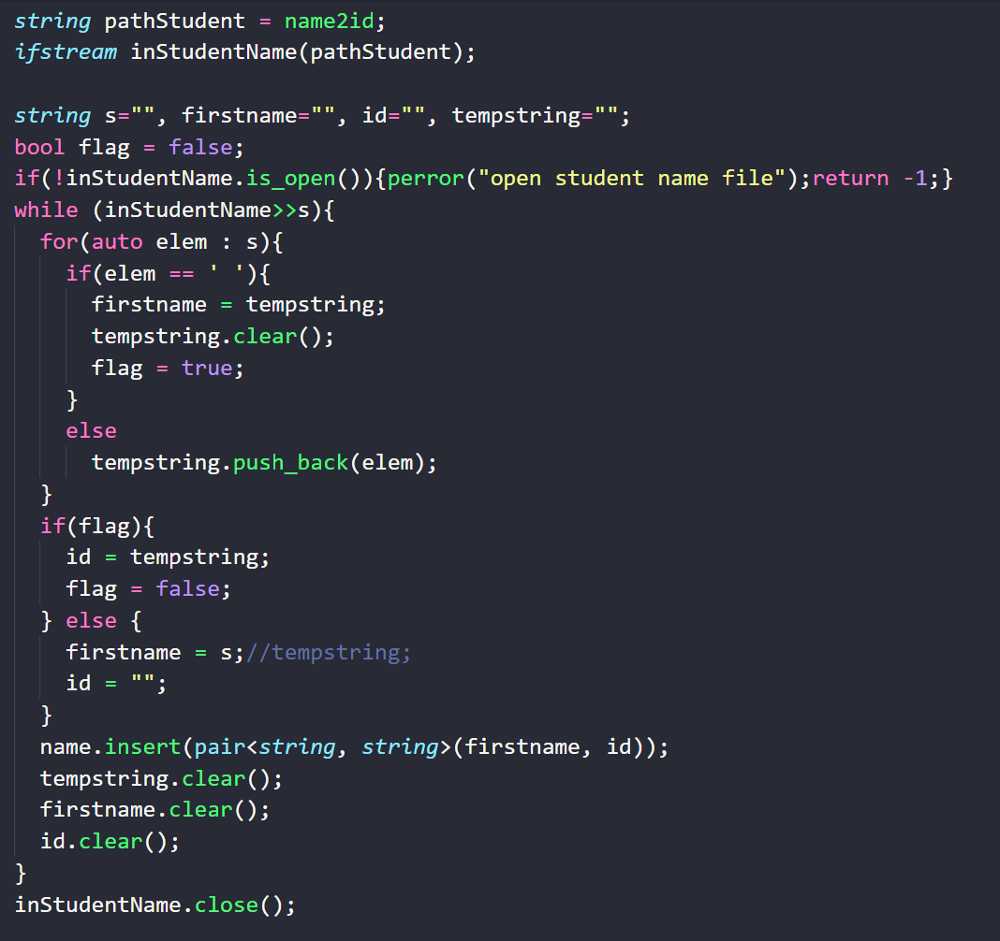 string pathStudent = name2id;
ifstream inStudentName(pathStudent);

string s="", firstname="", id="", tempstring="";
bool flag = false;
if(!inStudentName.is_open()){perror("open student name file");return -1;}
while (inStudentName>>s){
  for(auto elem : s){
    if(elem == ' '){
      firstname = tempstring;
      tempstring.clear();
      flag = true;
    }
    else
      tempstring.push_back(elem);
  }
  if(flag){
    id = tempstring;
    flag = false;
  } else {
    firstname = s;//tempstring;
    id = "";
  }
  name.insert(pair<string, string>(firstname, id));
  tempstring.clear();
  firstname.clear();
  id.clear();
}
inStudentName.close();